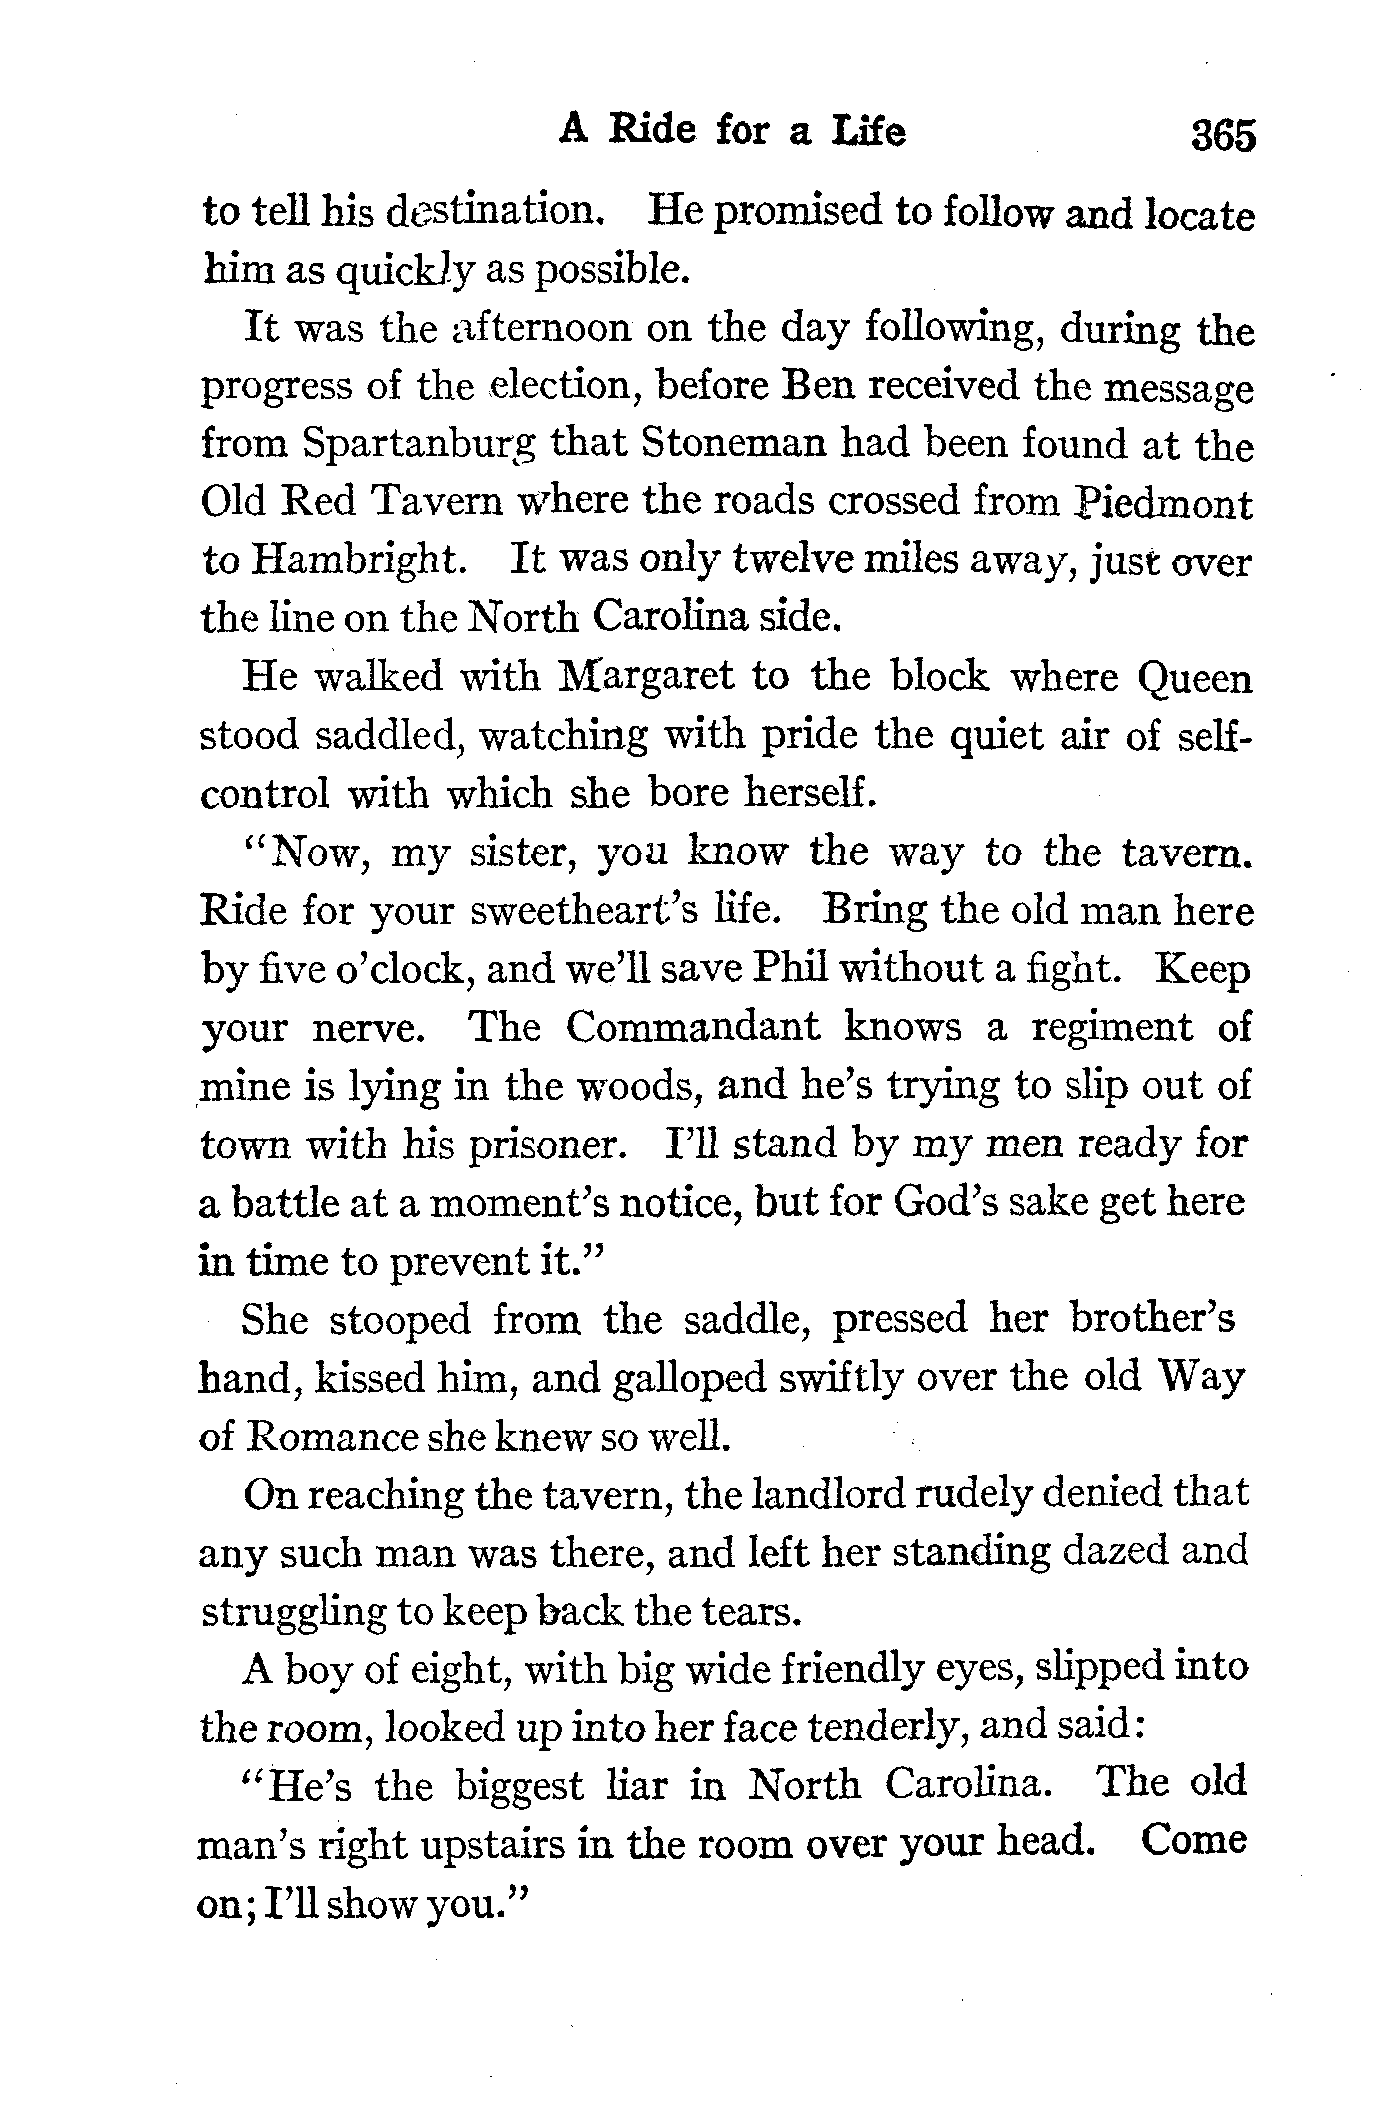 A Ride for a Life 365
to tell his destination. He promised to follow and locate
him as quickly as possible.
It was the afternoon on the day following, during the
progress of the election, before Ben received the message
from Spartanburg that Stoneman had been found at the
Old Red Tavern where the roads crossed from Piedmont
to Hambright. It was only twelve miles away, just over
the line on the North Carolina side.
He walked with Margaret to the block where Queen
stood saddled, watching with pride the quiet air of self-
control with which she bore herself.
“Now, my sister, you know the way to the tavern.
Ride for your sweetheart’s life. Bring the old man here
by five o’clock, and we’ll save Phil without a fight. Keep
your nerve. The Commandant knows a regiment of
mine is lying in the woods, and he’s trying to slip out of
town with his prisoner. I’ll stand by my men ready for
a battle at a moment’s notice, but for God’s sake get here
in time to prevent it.”
She stooped from the saddle, pressed her brother’s
hand, kissed him, and galloped swiftly over the old Way
of Romance she knew so well.
On reaching the tavern, the landlord rudely denied that
any such man was there, and left her standing dazed and
struggling to keep back the tears.
A boy of eight, with big wide friendly eyes, slipped into
the room, looked up into her face tenderly, and said:
“He’s the biggest liar in North Carolina. The old
man’s right upstairs in the room over your head. Come
on; I’ll show you.”